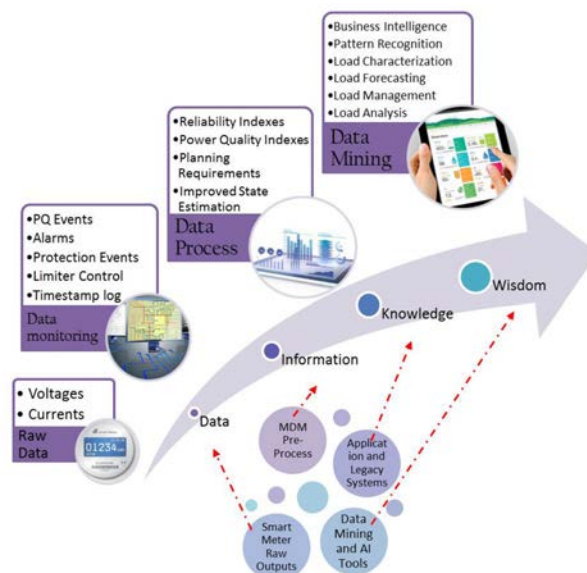 •Business Intelligence
•Pattern Recognition
•Load Characterization
•Load Forecasting
•Load Management
•Load Analysis
Data
Mining
•Reliability Indexes
•Power Quality Indexes
•Planning
Requirements
•Improved State
Estimation
Data
Process
•PQ Events
•Alarms
•Protection Events
•Limiter Control
•Timestamp log
Data
monitoring
• Voltages
• Currents
Raw
Data
01234
Data
Information
Knowledge
Wisdom
MDM
Pre-
Process
Applicat
ion and
Legacy
Systems
Smart
Meter Raw
Outputs
Data
Mining
and AI
Tools